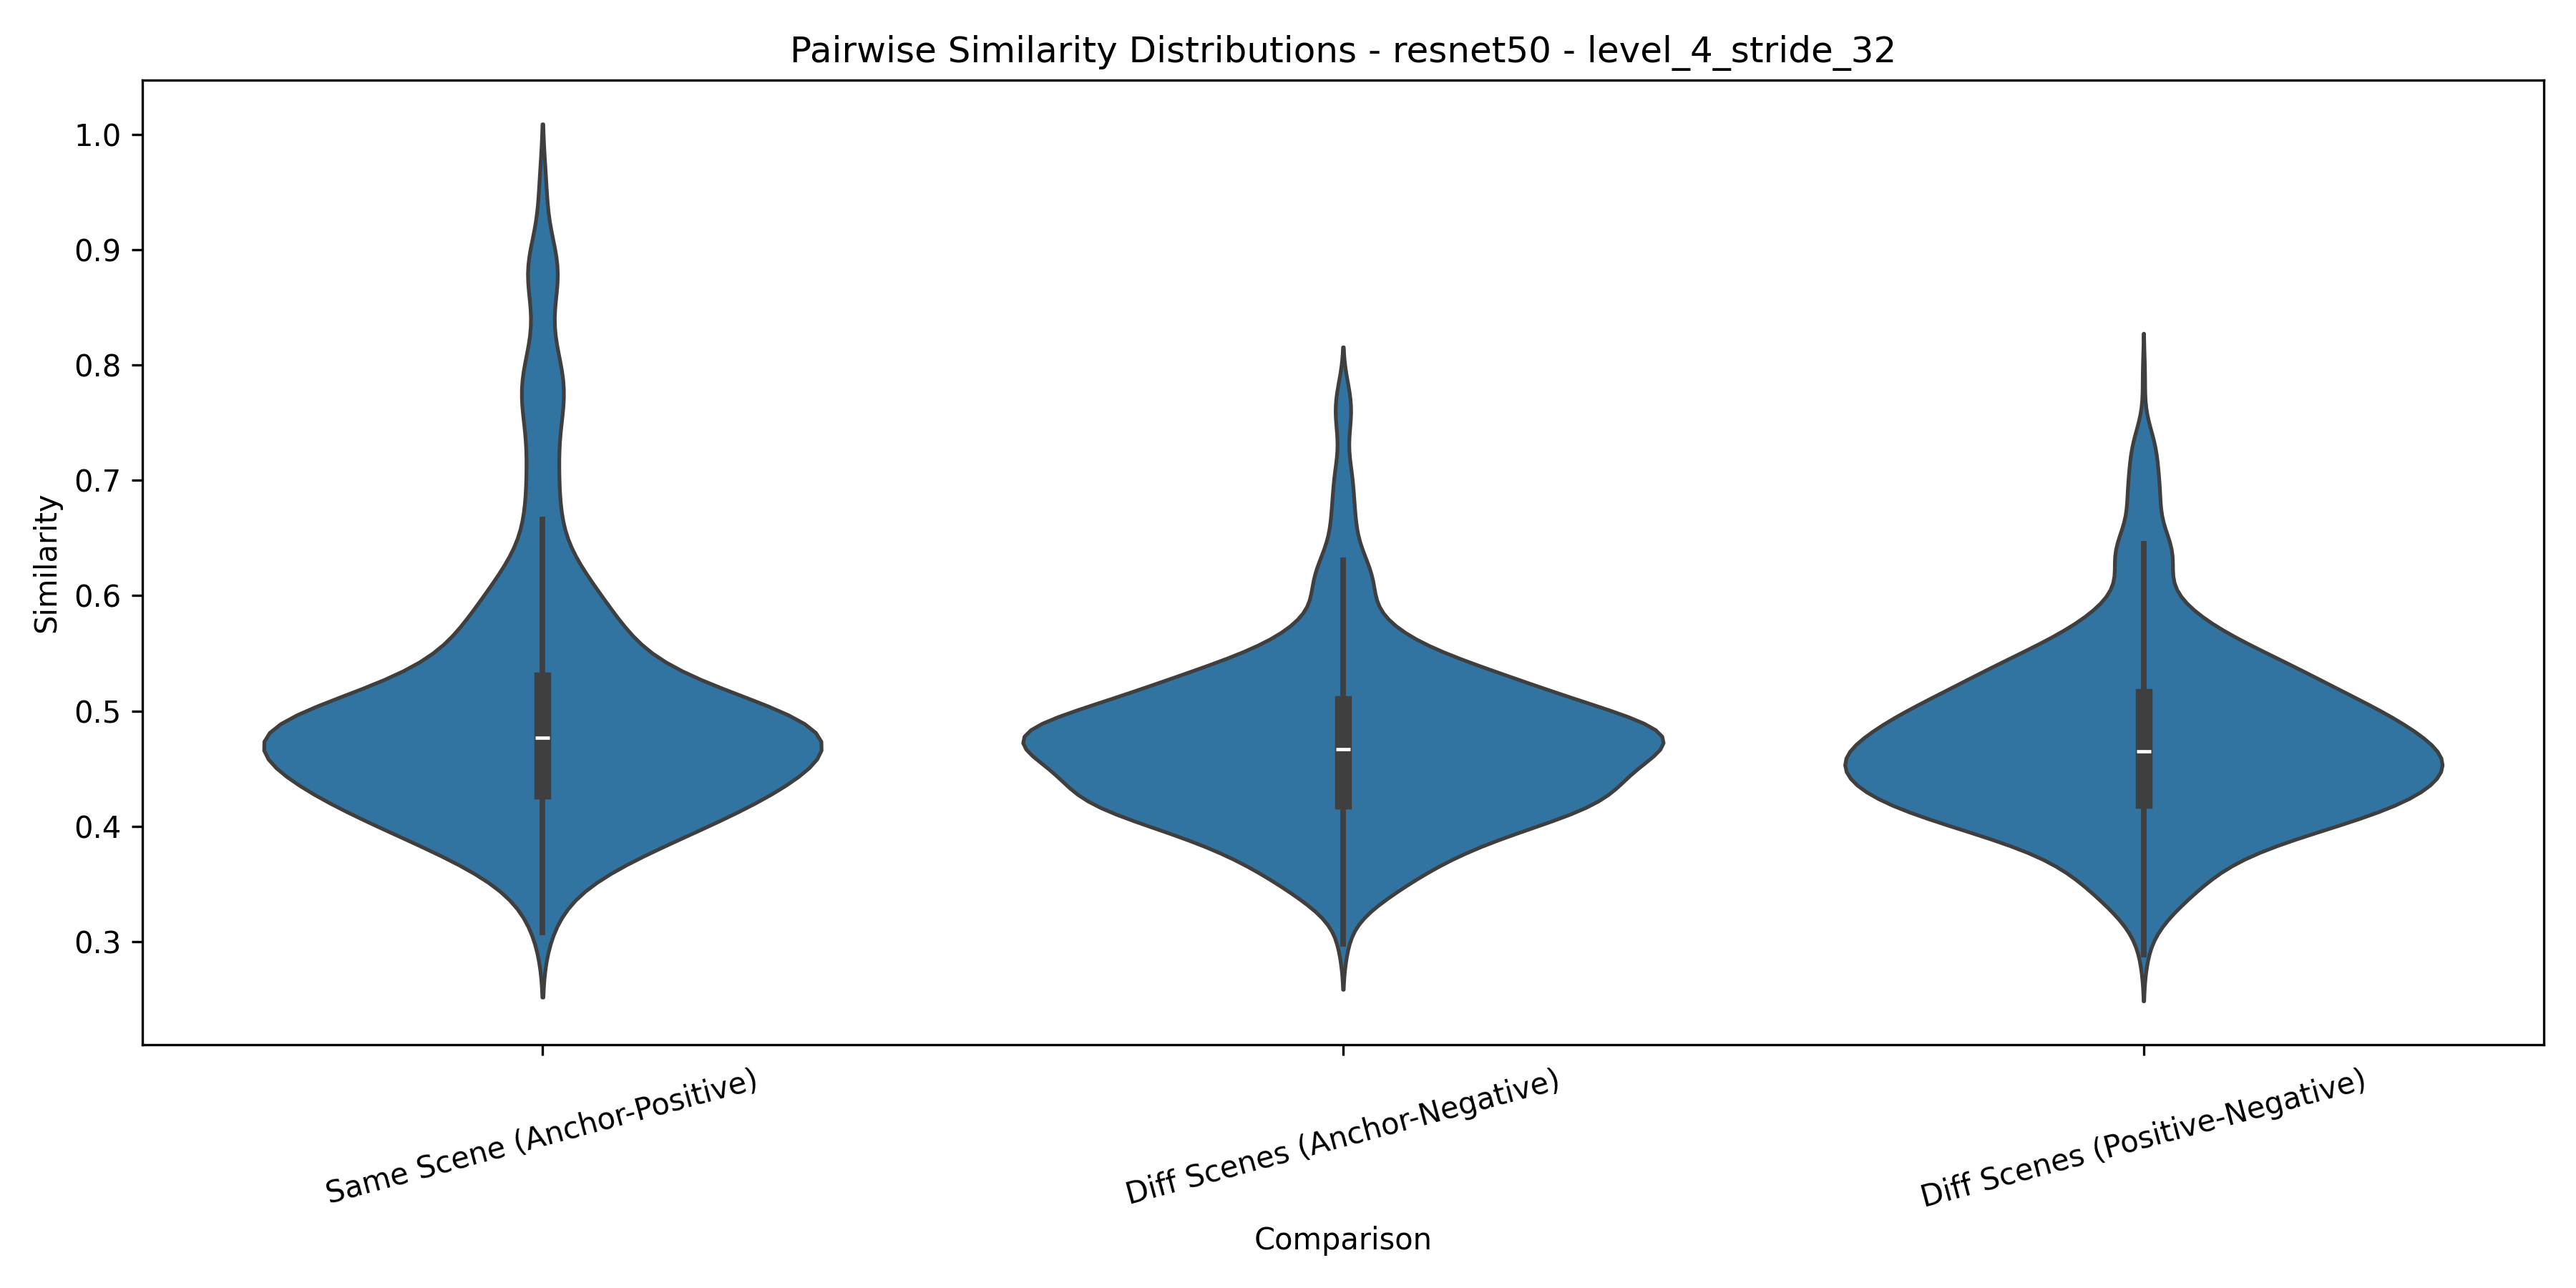 Pairwise Similarity Distributions - resnet50 - level_4_stride_32
1.0
0.9
0.8
0.7
0.6
0.5
0.4
0.3
Similarity
Same Scene (Anchor-Positive)
Diff Scenes (Anchor-Negative)
Diff Scenes (Positive-Negative)
Comparison